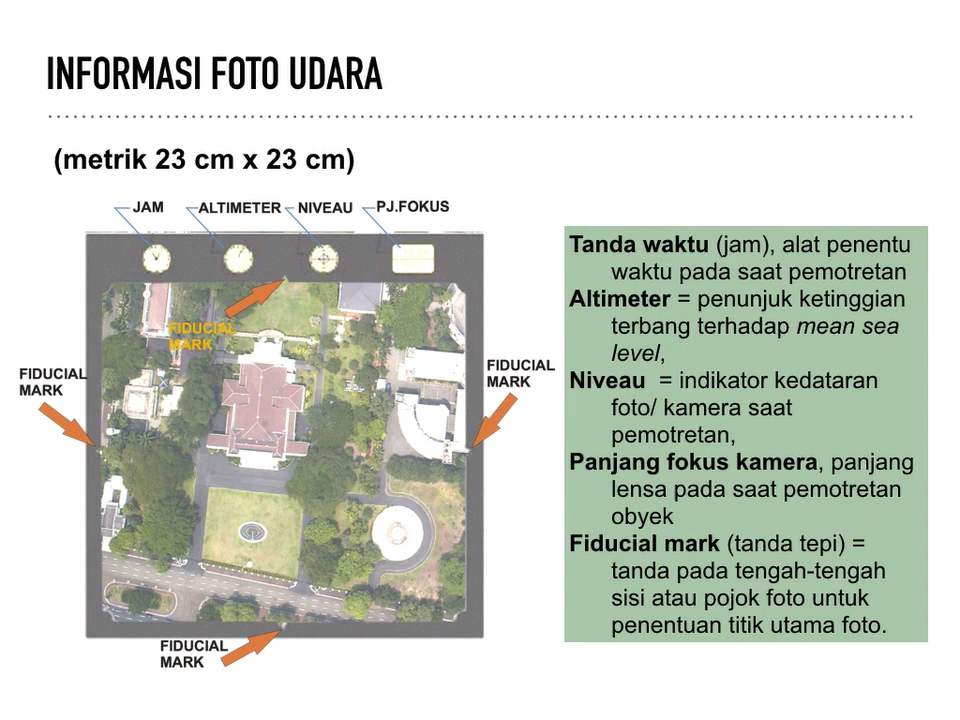 INFORMASI FOTO UDARA
(metrik 23 cm x 23 cm)
JAM
ALTIMETER
NIVEAU
PJ.FOKUS
FIDUCIAL
MARK
FIDUCIAL
MARK
FIDUCIAL
MARK
FIDUCIAL
MARK
Tanda waktu (jam), alat penentu
waktu pada saat pemotretan
Altimeter = penunjuk ketinggian
terbang terhadap mean sea
level,
Niveau = indikator kedataran
foto/ kamera saat
pemotretan,
Panjang fokus kamera, panjang
lensa pada saat pemotretan
obyek
Fiducial mark (tanda tepi) =
tanda pada tengah-tengah
sisi atau pojok foto untuk
penentuan titik utama foto.